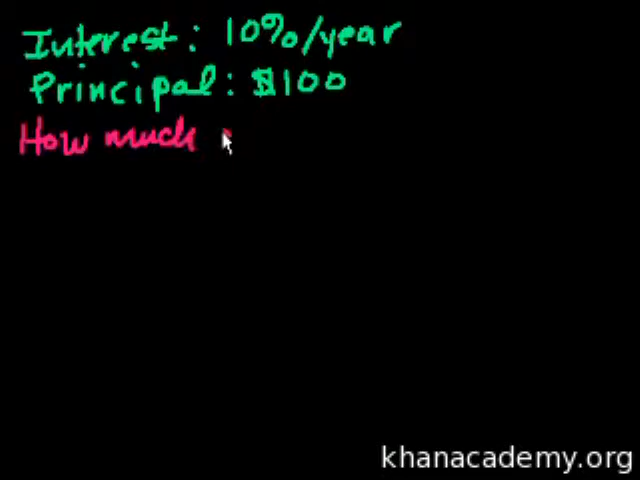 Interest: 10%/year
Principal: $100
How much
khanacademy.org